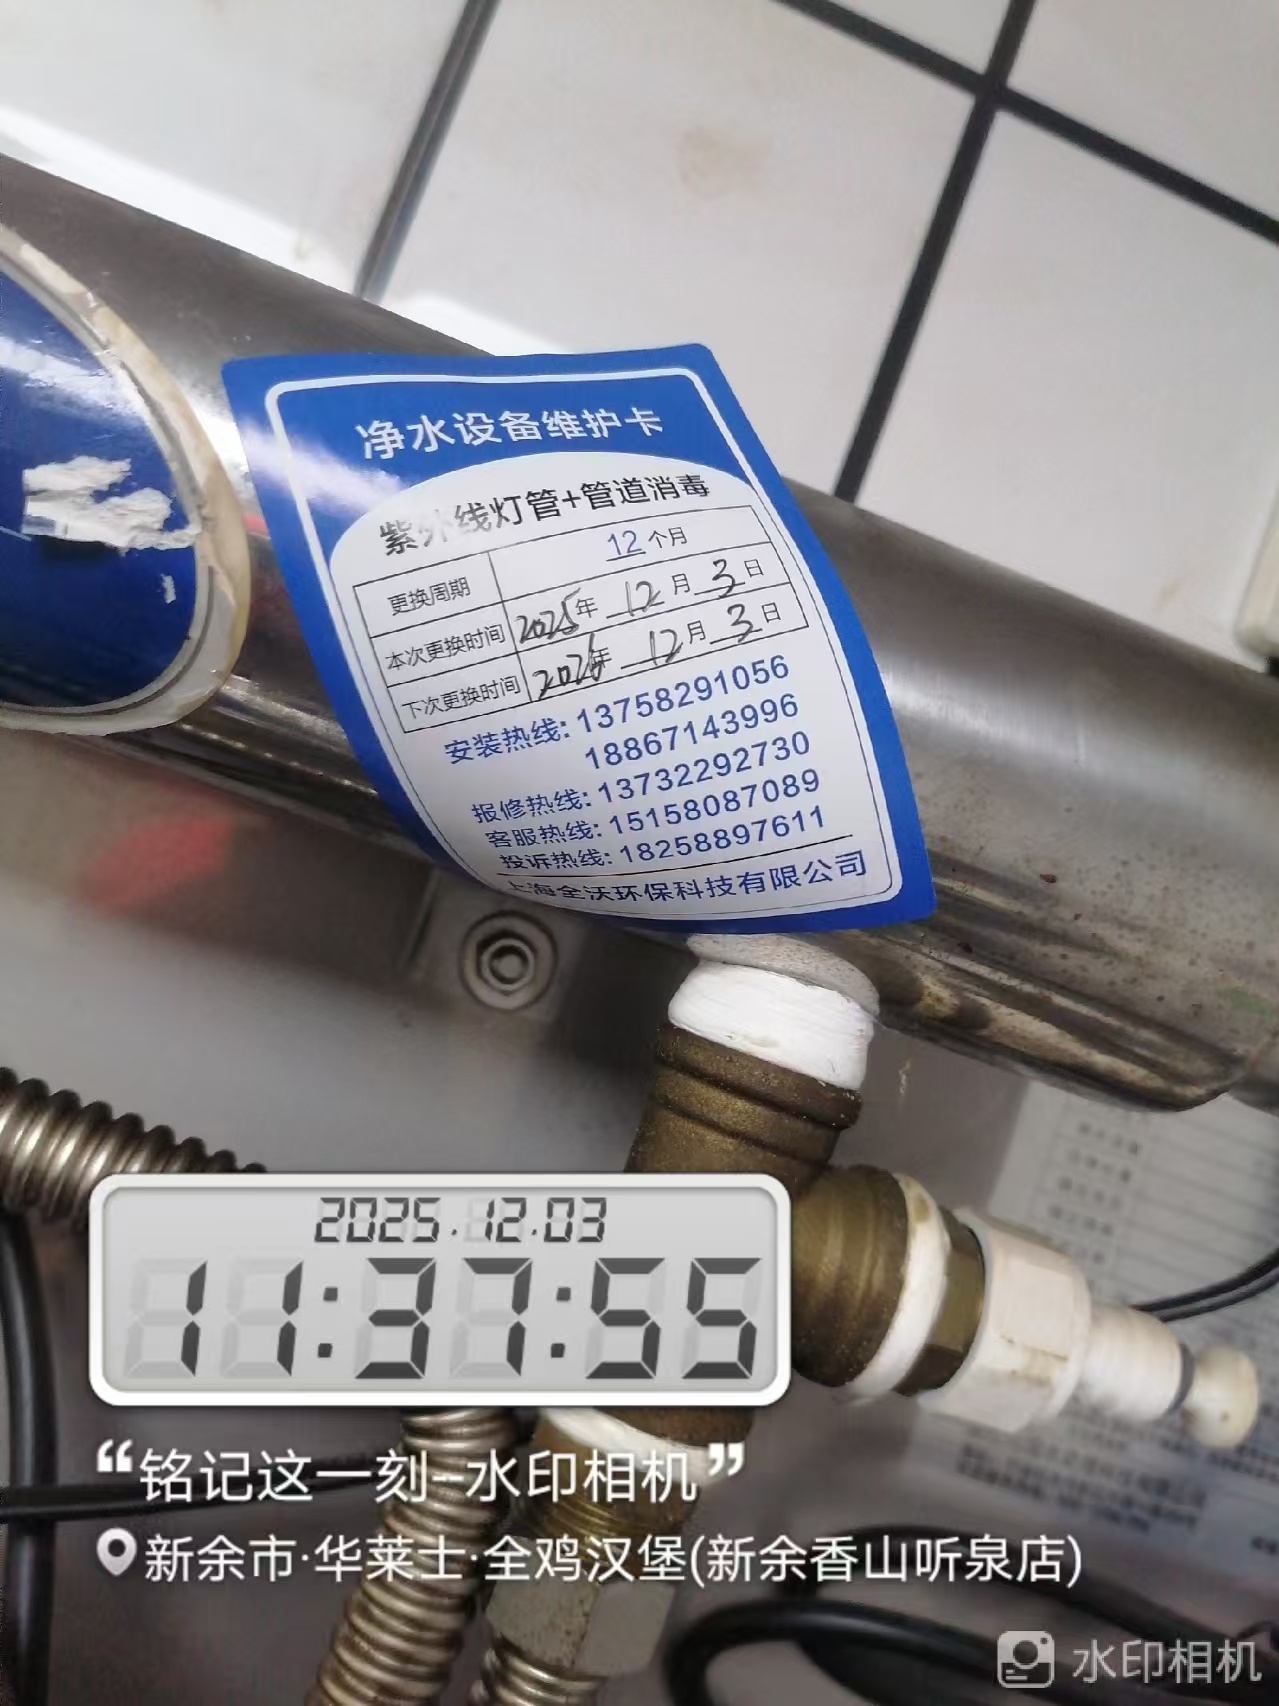 净水设备维护卡
紫外线灯管+管道消毒
更换周期 12个月
本次更换时间 2025年 12月 3日
下次更换时间 2026年 12月 3日
安装热线: 13758291056
18867143996
报修热线: 13732292730
客服热线: 15158087089
投诉热线: 18258897611
上海全沃环保科技有限公司
2025.12.03
11:37:55
“铭记这一刻--水印相机”
新余市·华莱士·全鸡汉堡(新余香山听泉店)
水印相机